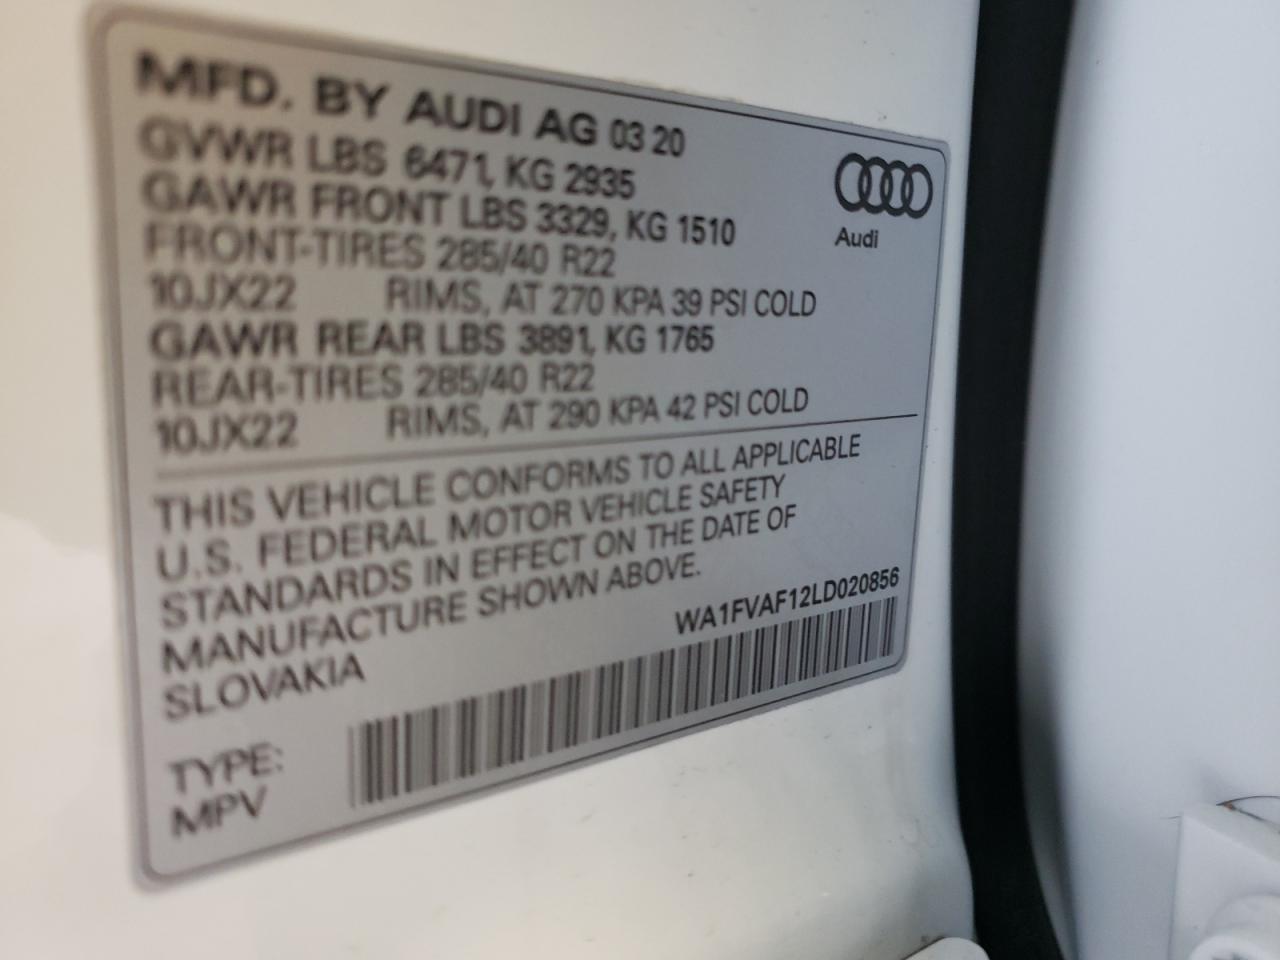 MFD. BY AUDI AG 03 20
GVWR LBS 6471, KG 2935
GAWR FRONT LBS 3329, KG 1510
FRONT-TIRES 285/40 R22
10JX22 RIMS, AT 270 KPA 39 PSI COLD
GAWR REAR LBS 3891, KG 1765
REAR-TIRES 285/40 R22
10JX22 RIMS, AT 290 KPA 42 PSI COLD
Audi
THIS VEHICLE CONFORMS TO ALL APPLICABLE
U.S. FEDERAL MOTOR VEHICLE SAFETY
STANDARDS IN EFFECT ON THE DATE OF
MANUFACTURE SHOWN ABOVE.
SLOVAKIA
WA1FVAF12LD020856
TYPE:
MPV